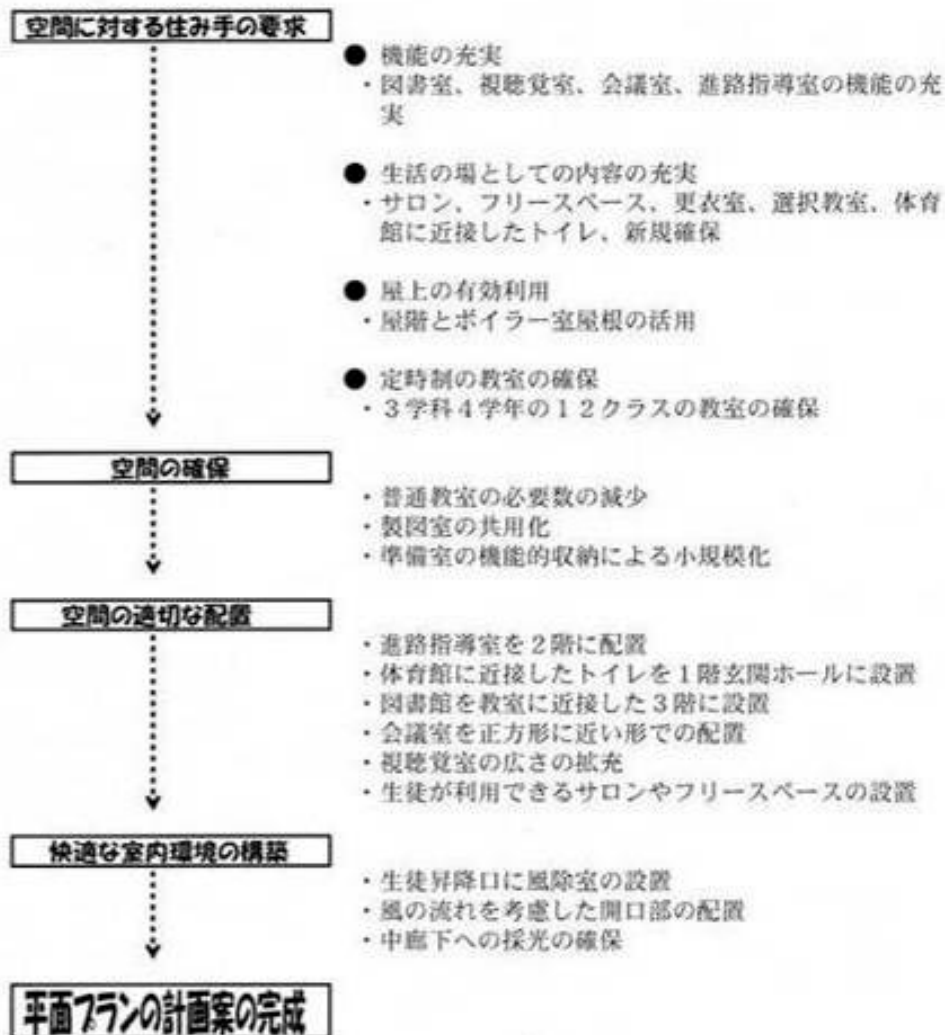 空間に対する住み手の要求
● 機能の充実
・図書室、視聴覚室、会議室、進路指導室の機能の充
実
● 生活の場としての内容の充実
・サロン、フリースペース、更衣室、選択教室、体育
館に近接したトイレ、新規確保
● 屋上の有効利用
・屋階とボイラー室屋根の活用
● 定時制の教室の確保
・3学科4学年の12クラスの教室の確保
空間の確保
・普通教室の必要数の減少
・製図室の共用化
・準備室の機能的収納による小規模化
空間の適切な配置
・進路指導室を2階に配置
・体育館に近接したトイレを1階玄関ホールに設置
・図書館を教室に近接した3階に設置
・会議室を正方形に近い形での配置
・視聴覚室の広さの拡充
・生徒が利用できるサロンやフリースペースの設置
快適な室内環境の構築
・生徒昇降口に風除室の設置
・風の流れを考慮した開口部の配置
・中廊下への採光の確保
平面プランの計画案の完成